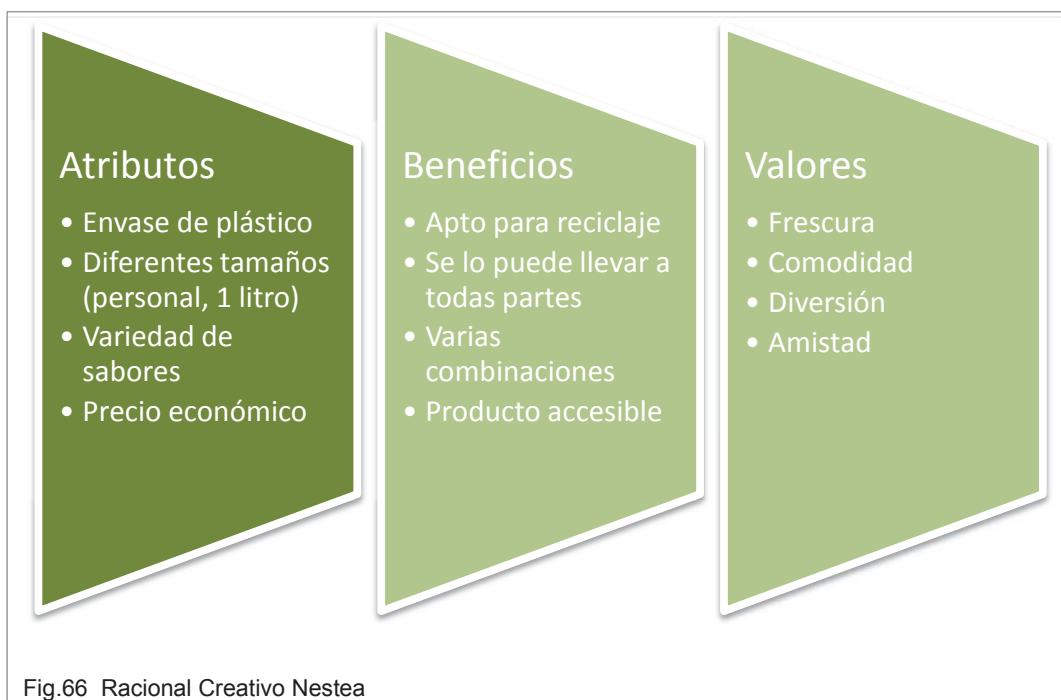 Atributos
• Envase de plástico
• Diferentes tamaños
(personal, 1 litro)
• Variedad de
sabores
• Precio económico
Beneficios
• Apto para reciclaje
• Se lo puede llevar a
todas partes
• Varias
combinaciones
• Producto accesible
Valores
• Frescura
• Comodidad
• Diversión
• Amistad
Fig.66 Racional Creativo Nestea